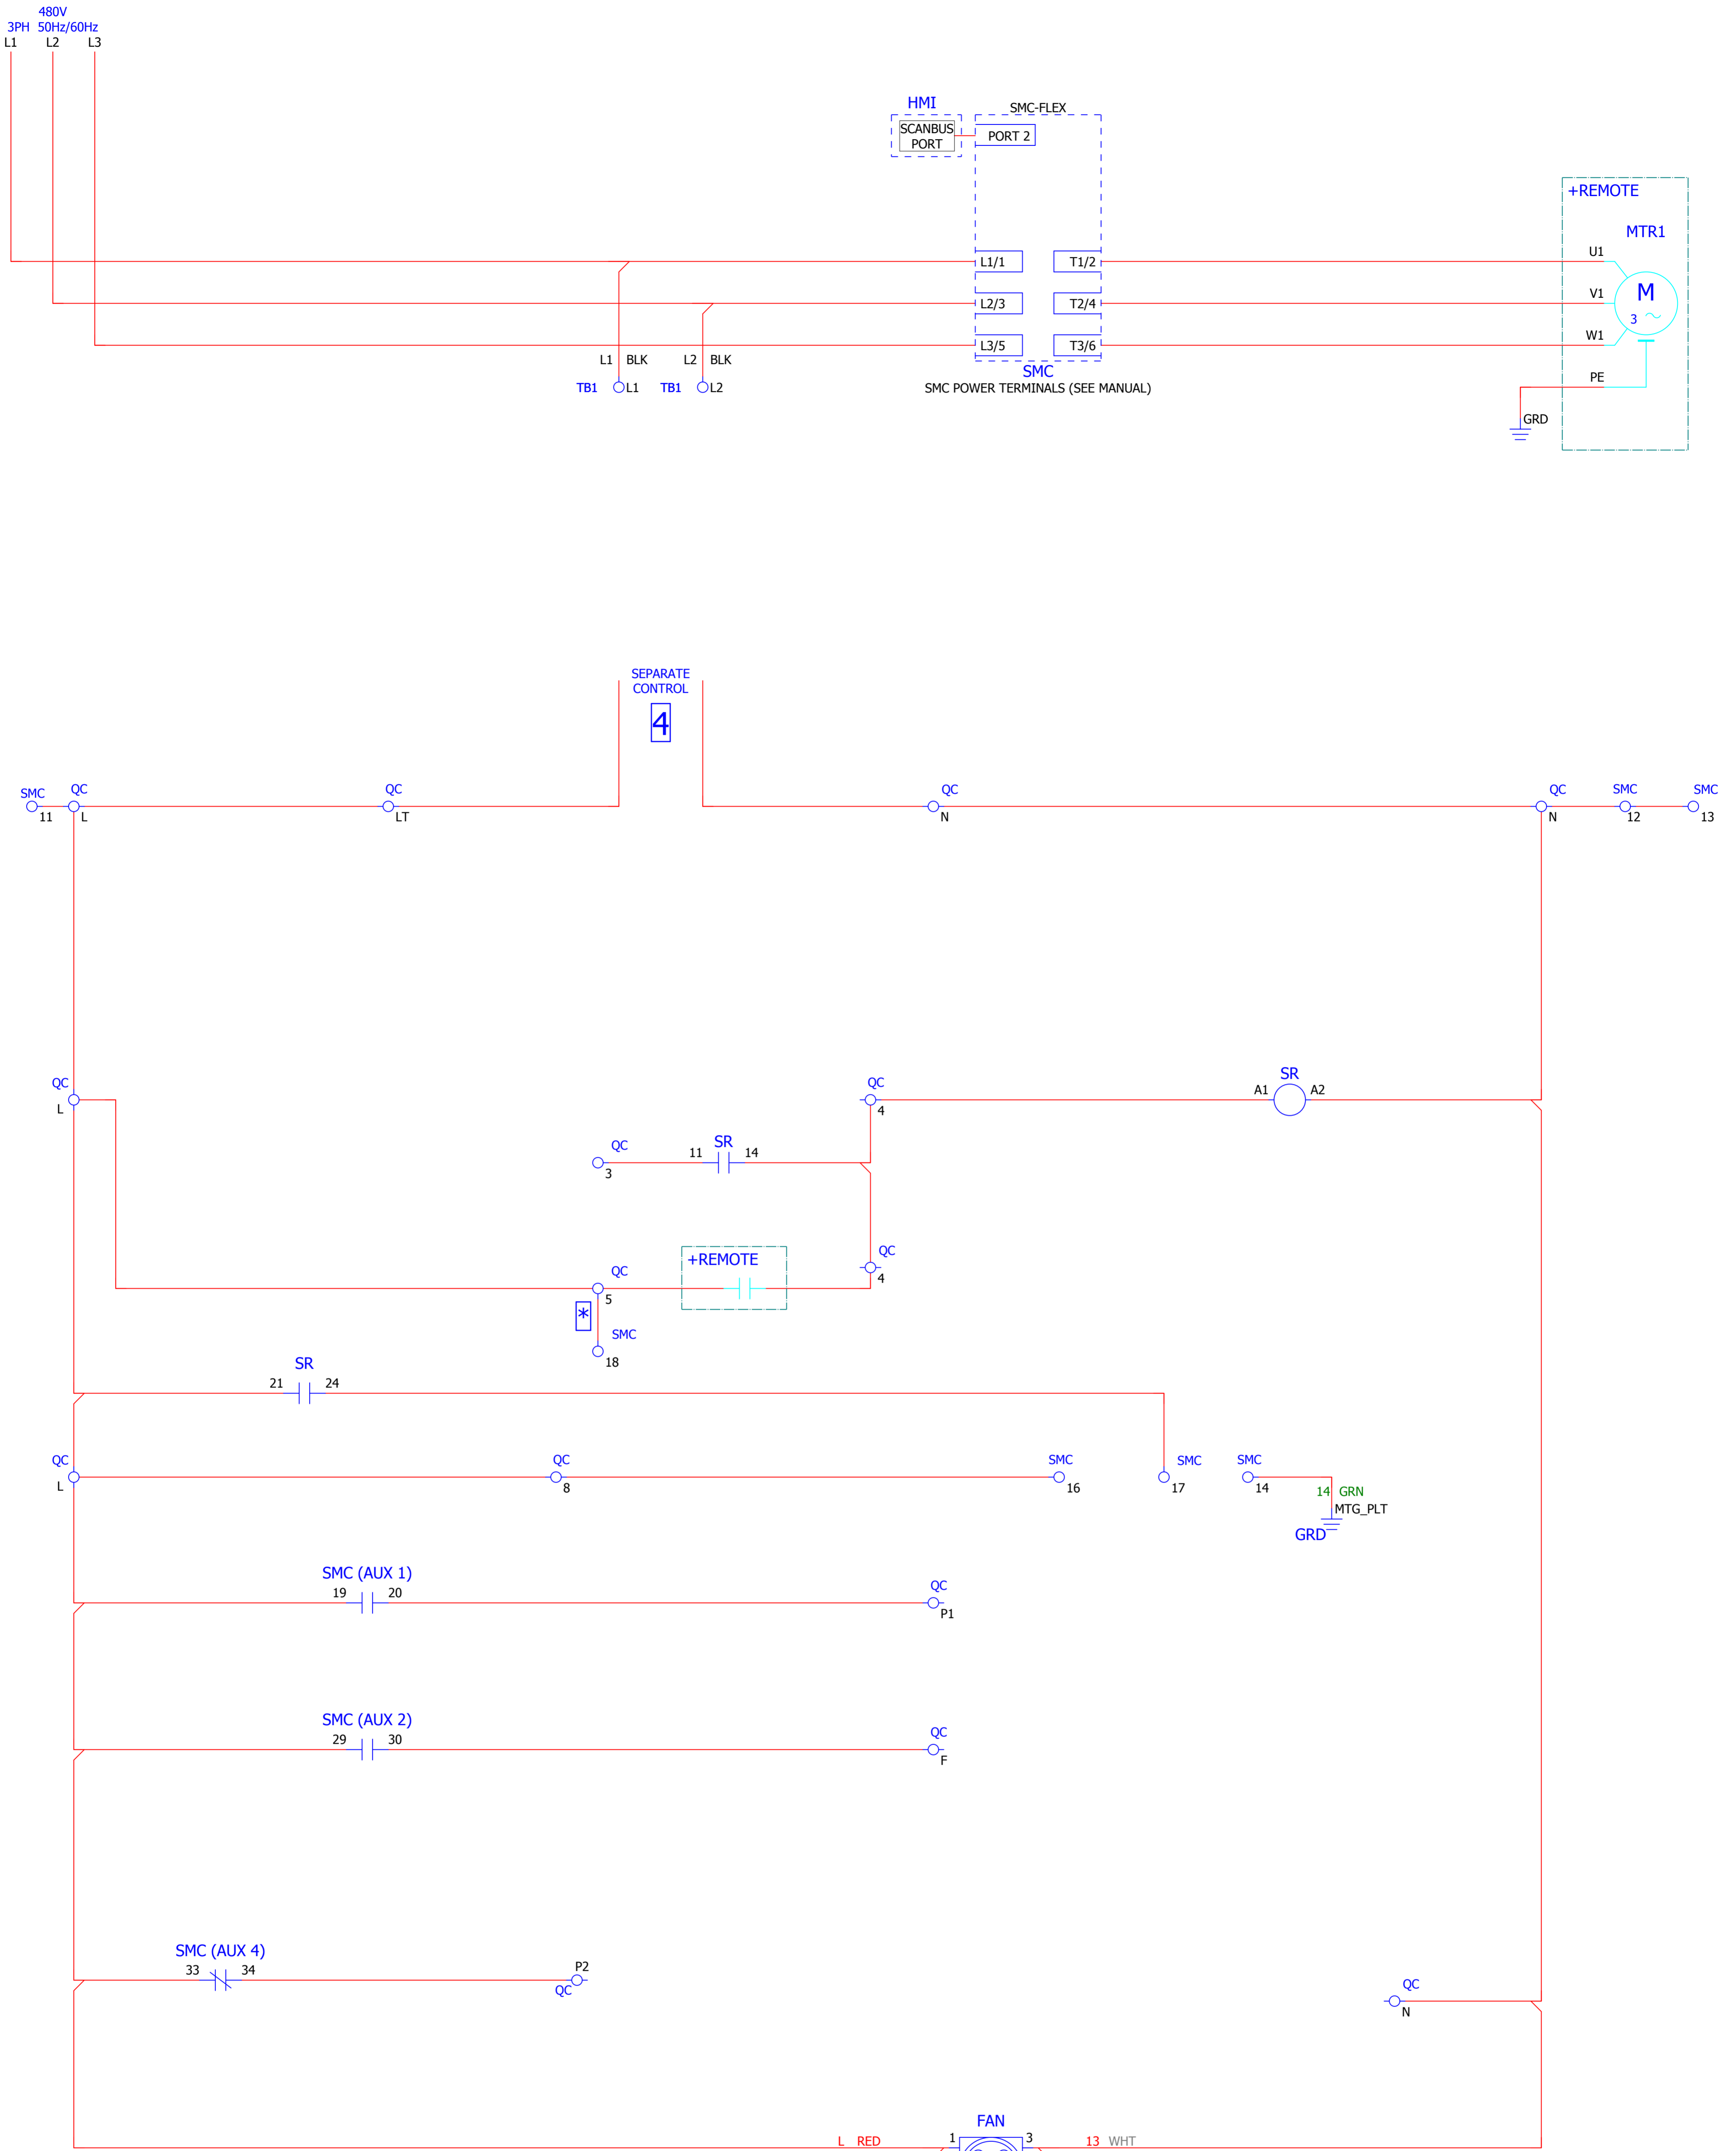 480V
3PH 50Hz/60Hz
L1 L2 L3
HMI
SMC-FLEX
SCANBUS
PORT
PORT 2
+REMOTE
MTR1
U1
L1/1 T1/2
V1
M
3
L2/3 T2/4
W1
L3/5 T3/6
L1 BLK L2 BLK
SMC
PE
TB1 L1 TB1 L2
SMC POWER TERMINALS (SEE MANUAL)
GRD
SEPARATE
CONTROL
4
SMC QC QC QC QC SMC SMC
11 L LT N N 12 13
QC QC SR
A1 A2
L 4
QC SR
11 14
3
QC
+REMOTE
4
QC
5
*
SMC
18
SR
21 24
QC QC SMC SMC SMC
L 8 16 17 14
14 GRN
MTG_PLT
GRD
SMC (AUX 1)
19 20
QC
P1
SMC (AUX 2)
29 30
QC
F
SMC (AUX 4)
33 34
P2
QC
QC
N
FAN
L RED 1 3 13 WHT